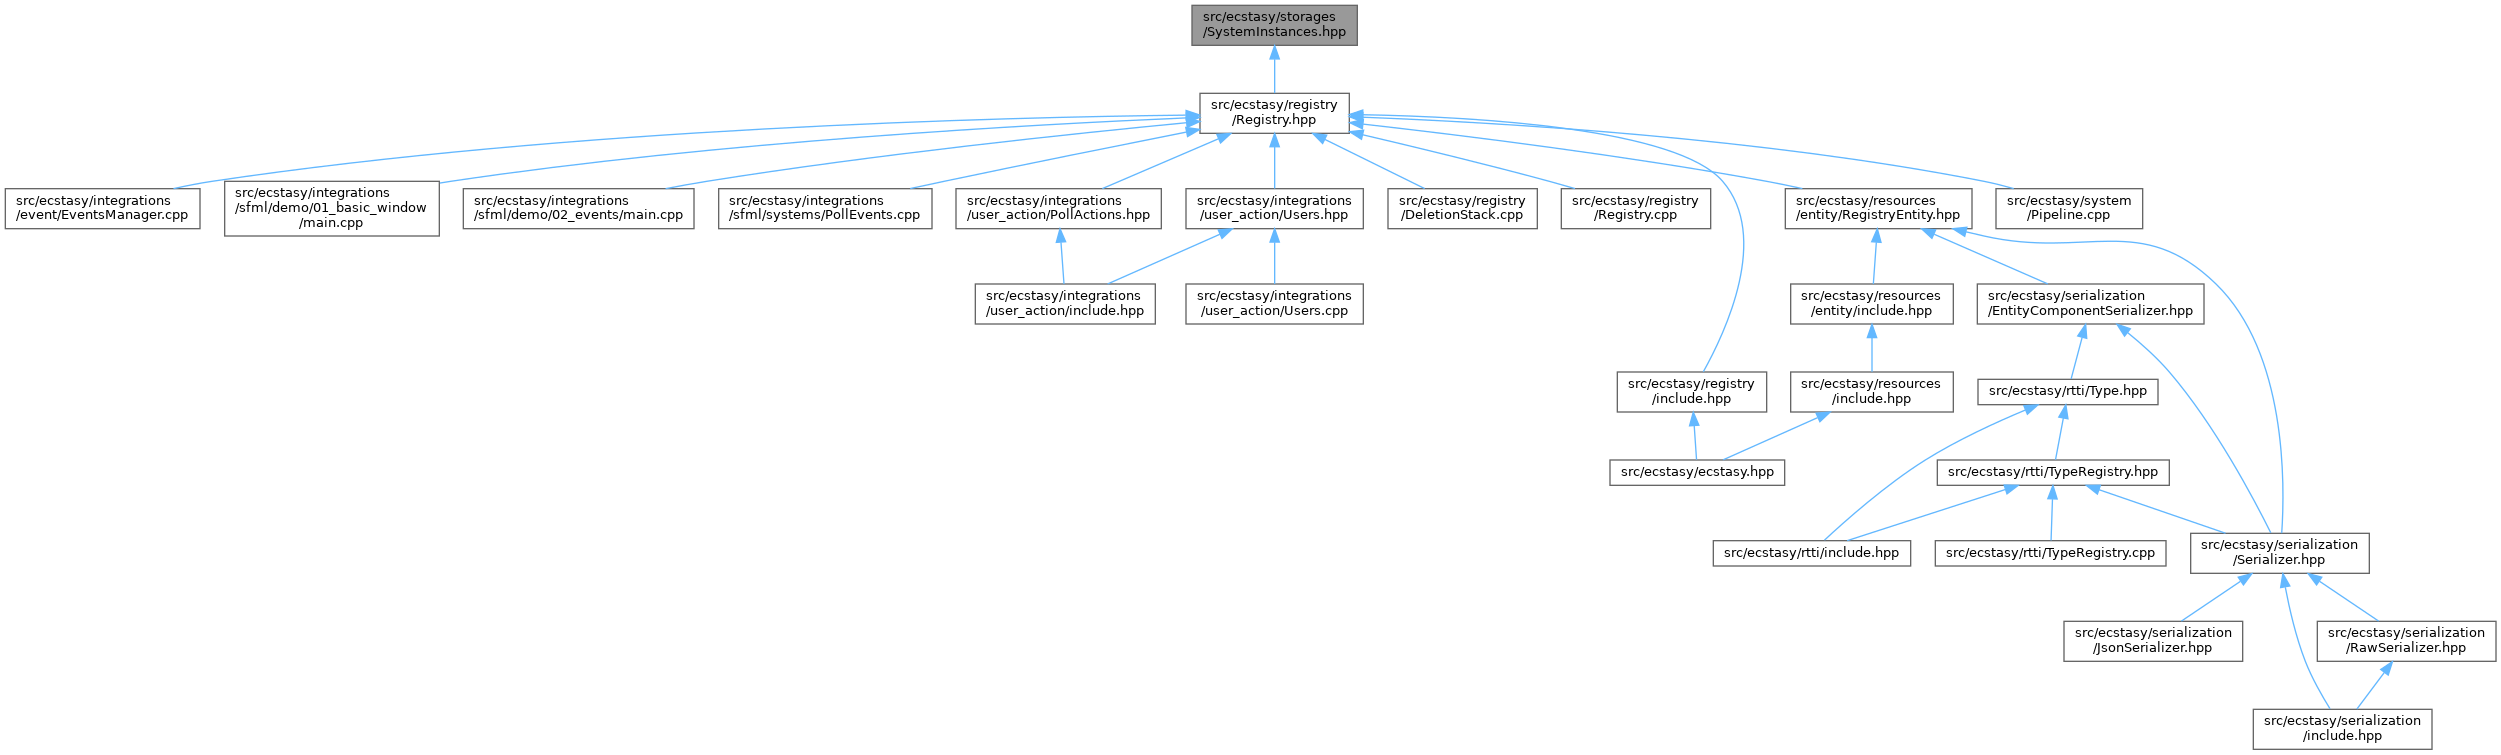 src/ecstasy/storages
/SystemInstances.hpp
src/ecstasy/registry
/Registry.hpp
src/ecstasy/integrations
/event/EventsManager.cpp
src/ecstasy/integrations
/sfml/demo/01_basic_window
/main.cpp
src/ecstasy/integrations
/sfml/demo/02_events/main.cpp
src/ecstasy/integrations
/sfml/systems/PollEvents.cpp
src/ecstasy/integrations
/user_action/PollActions.hpp
src/ecstasy/integrations
/user_action/Users.hpp
src/ecstasy/registry
/DeletionStack.cpp
src/ecstasy/registry
/Registry.cpp
src/ecstasy/resources
/entity/RegistryEntity.hpp
src/ecstasy/system
/Pipeline.cpp
src/ecstasy/integrations
/user_action/include.hpp
src/ecstasy/integrations
/user_action/Users.cpp
src/ecstasy/resources
/entity/include.hpp
src/ecstasy/serialization
/EntityComponentSerializer.hpp
src/ecstasy/registry
/include.hpp
src/ecstasy/resources
/include.hpp
src/ecstasy/rtti/Type.hpp
src/ecstasy/ecstasy.hpp
src/ecstasy/rtti/TypeRegistry.hpp
src/ecstasy/rtti/include.hpp
src/ecstasy/rtti/TypeRegistry.cpp
src/ecstasy/serialization
/Serializer.hpp
src/ecstasy/serialization
/JsonSerializer.hpp
src/ecstasy/serialization
/RawSerializer.hpp
src/ecstasy/serialization
/include.hpp